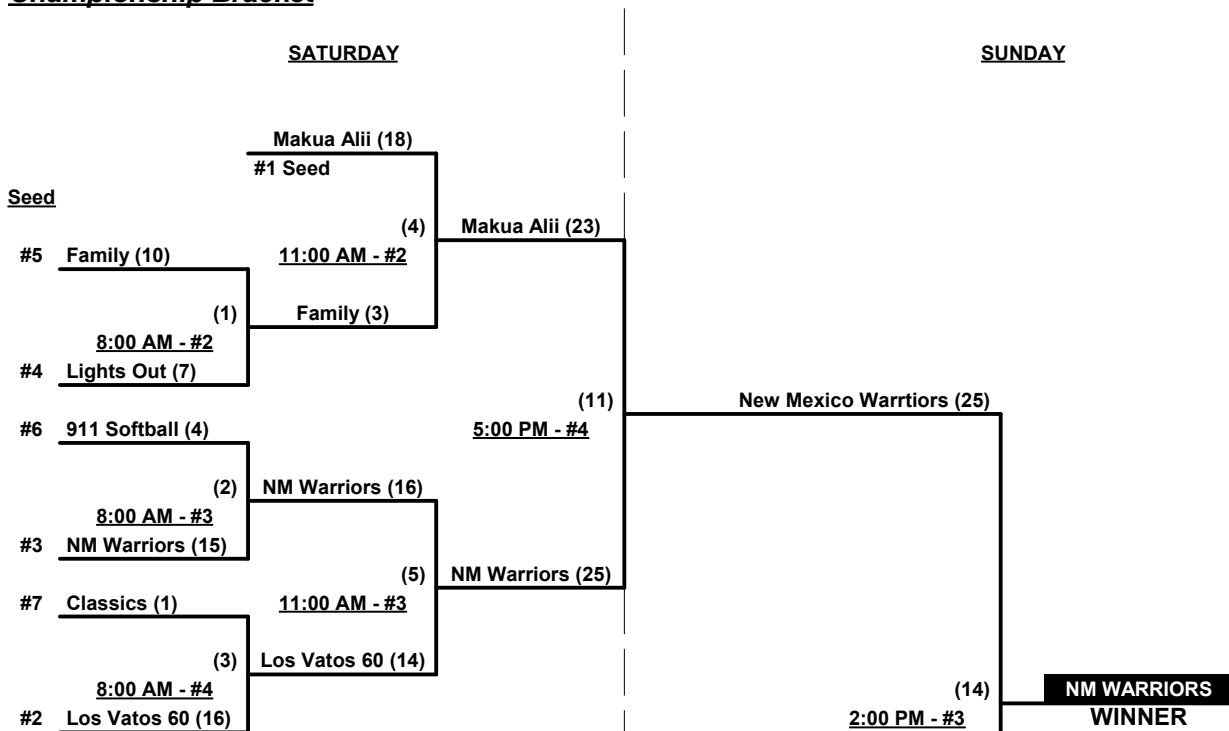 Championship Bracket
SATURDAY
SUNDAY
Makua Alii (18)
#1 Seed
Seed
(4)
Makua Alii (23)
#5 Family (10)
11:00 AM - #2
(1)
Family (3)
8:00 AM - #2
#4 Lights Out (7)
(11)
New Mexico Warrtiors (25)
#6 911 Softball (4)
5:00 PM - #4
(2)
NM Warriors (16)
8:00 AM - #3
#3 NM Warriors (15)
(5)
NM Warriors (25)
#7 Classics (1)
11:00 AM - #3
(3)
Los Vatos 60 (14)
8:00 AM - #4
(14)
NM WARRIORS
#2 Los Vatos 60 (16)
2:00 PM - #3
WINNER